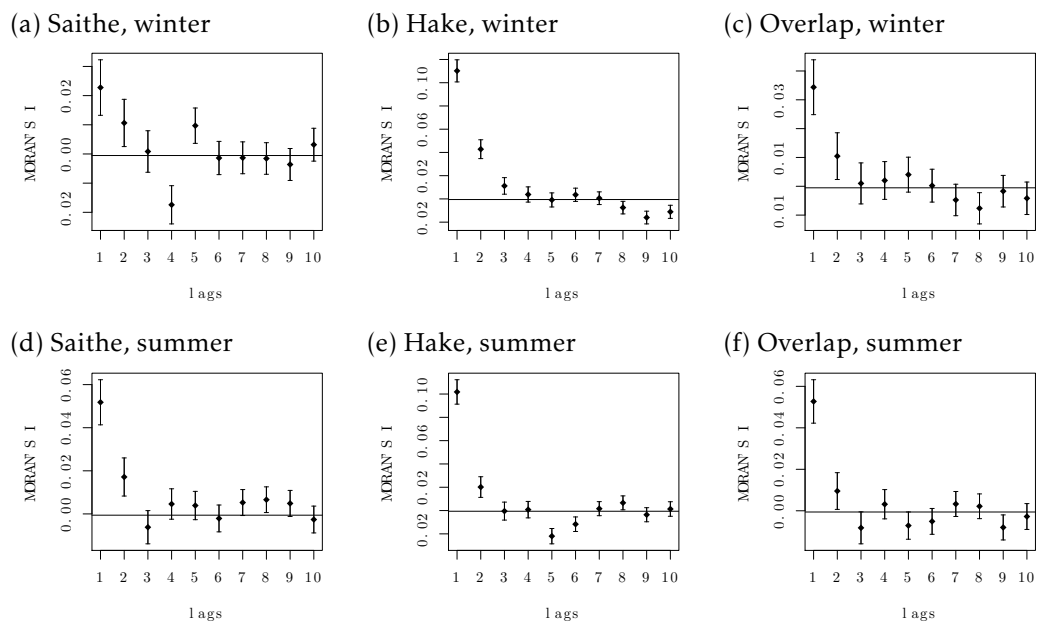 (a) Saithe, winter
(b) Hake, winter
(c) Overlap, winter
MORAN'S I
0.02 0.00 0.02
1 2 3 4 5 6 7 8 9 10
lags
MORAN'S I
0.02 0.02 0.06 0.10
1 2 3 4 5 6 7 8 9 10
lags
MORAN'S I
0.01 0.01 0.03
1 2 3 4 5 6 7 8 9 10
lags
(d) Saithe, summer
(e) Hake, summer
(f) Overlap, summer
MORAN'S I
0.00 0.02 0.04 0.06
1 2 3 4 5 6 7 8 9 10
lags
MORAN'S I
0.02 0.02 0.06 0.10
1 2 3 4 5 6 7 8 9 10
lags
MORAN'S I
0.00 0.02 0.04 0.06
1 2 3 4 5 6 7 8 9 10
lags